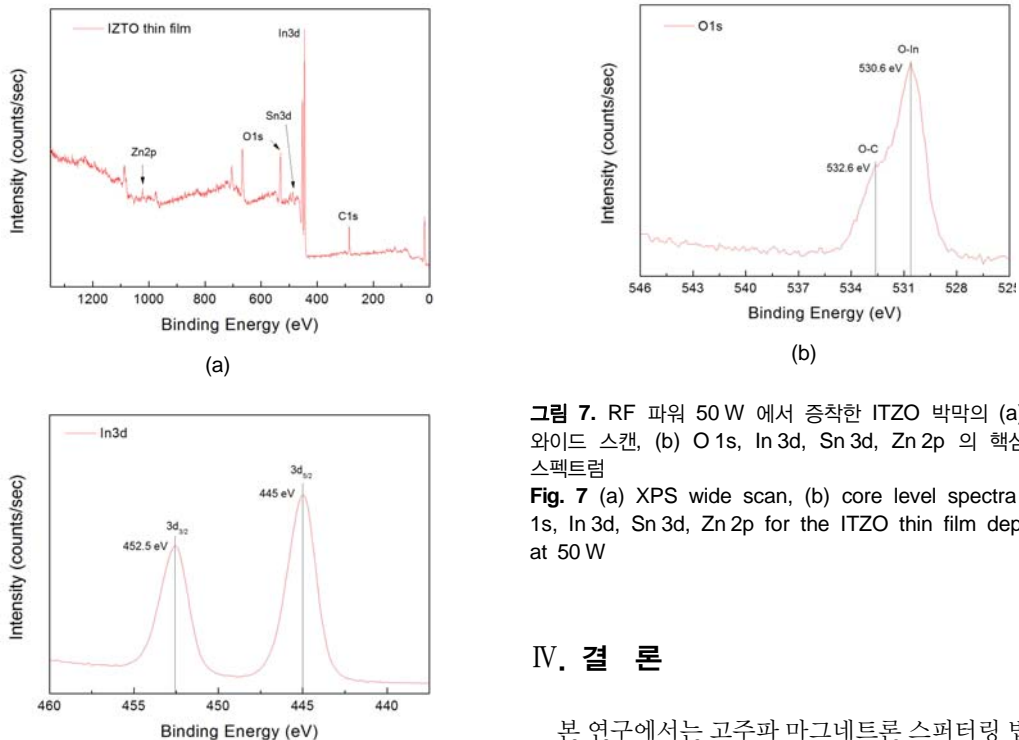 IZTO thin film
In3d
Sn3d
O1s
Zn2p
C1s
Intensity (counts/sec)
1200 1000 800 600 400 200 0
Binding Energy (eV)
(a)
In3d
3d5/2
445 eV
3d3/2
452.5 eV
Intensity (counts/sec)
460 455 450 445 440
Binding Energy (eV)
O1s
O-In
530.6 eV
O-C
532.6 eV
Intensity (counts/sec)
546 543 540 537 534 531 528 525
Binding Energy (eV)
(b)
그림 7. RF 파워 50 W 에서 증착한 ITZO 박막의 (a)
와이드 스캔, (b) O 1s, In 3d, Sn 3d, Zn 2p 의 핵심
스펙트럼
Fig. 7 (a) XPS wide scan, (b) core level spectra
1s, In 3d, Sn 3d, Zn 2p for the ITZO thin film dep
at 50 W
Ⅳ. 결 론
본 연구에서는 고주파 마그네트론 스퍼터링